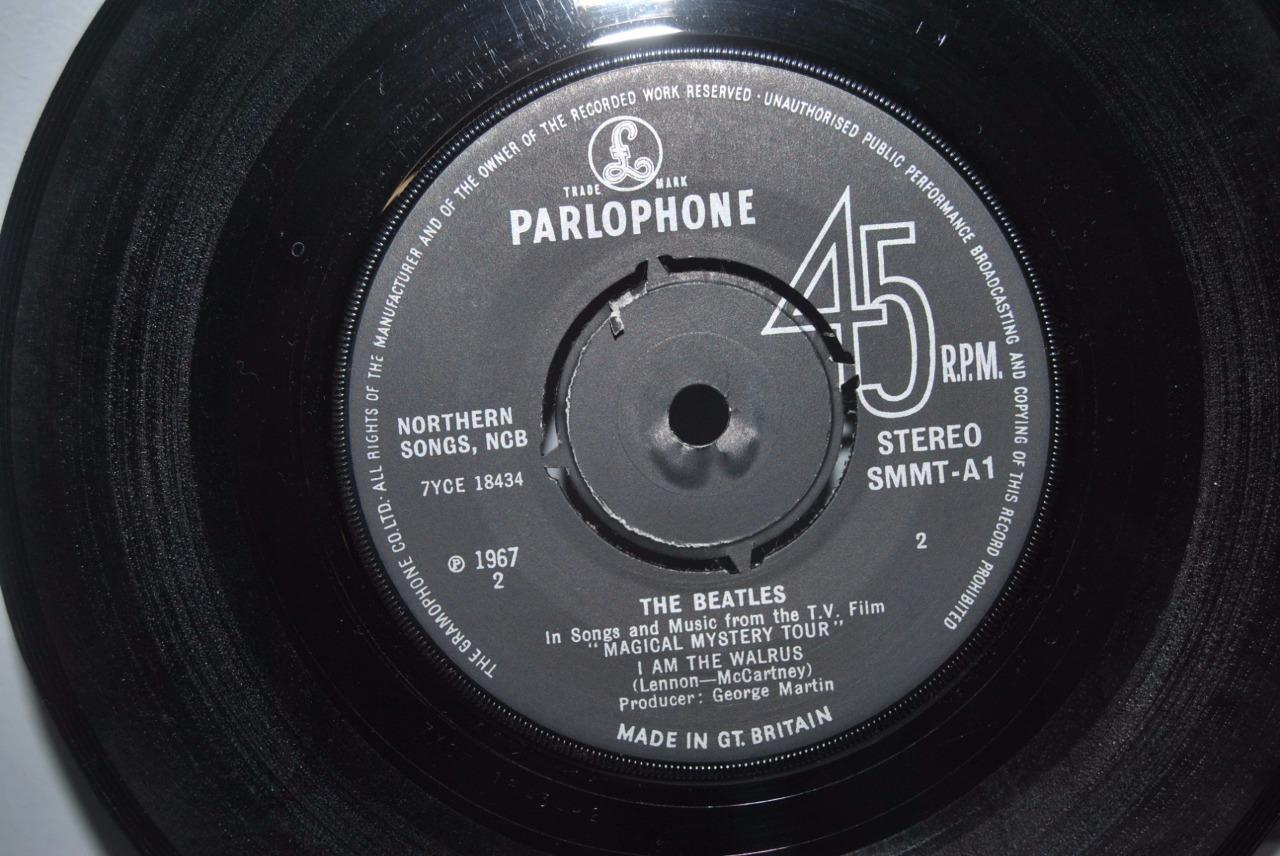 THE GRAMOPHONE CO. LTD. ALL RIGHTS OF THE MANUFACTURER AND OF THE OWNER OF THE RECORDED WORK RESERVED · UNAUTHORISED PUBLIC PERFORMANCE BROADCASTING AND COPYING OF THIS RECORD PROHIBITED
£
TRADE MARK
PARLOPHONE
45 R.P.M.
NORTHERN
SONGS, NCB
7YCE 18434
STEREO
SMMT-A1
℗ 1967
2
2
THE BEATLES
In Songs and Music from the T.V. Film
"MAGICAL MYSTERY TOUR"
I AM THE WALRUS
(Lennon—McCartney)
Producer: George Martin
MADE IN GT. BRITAIN